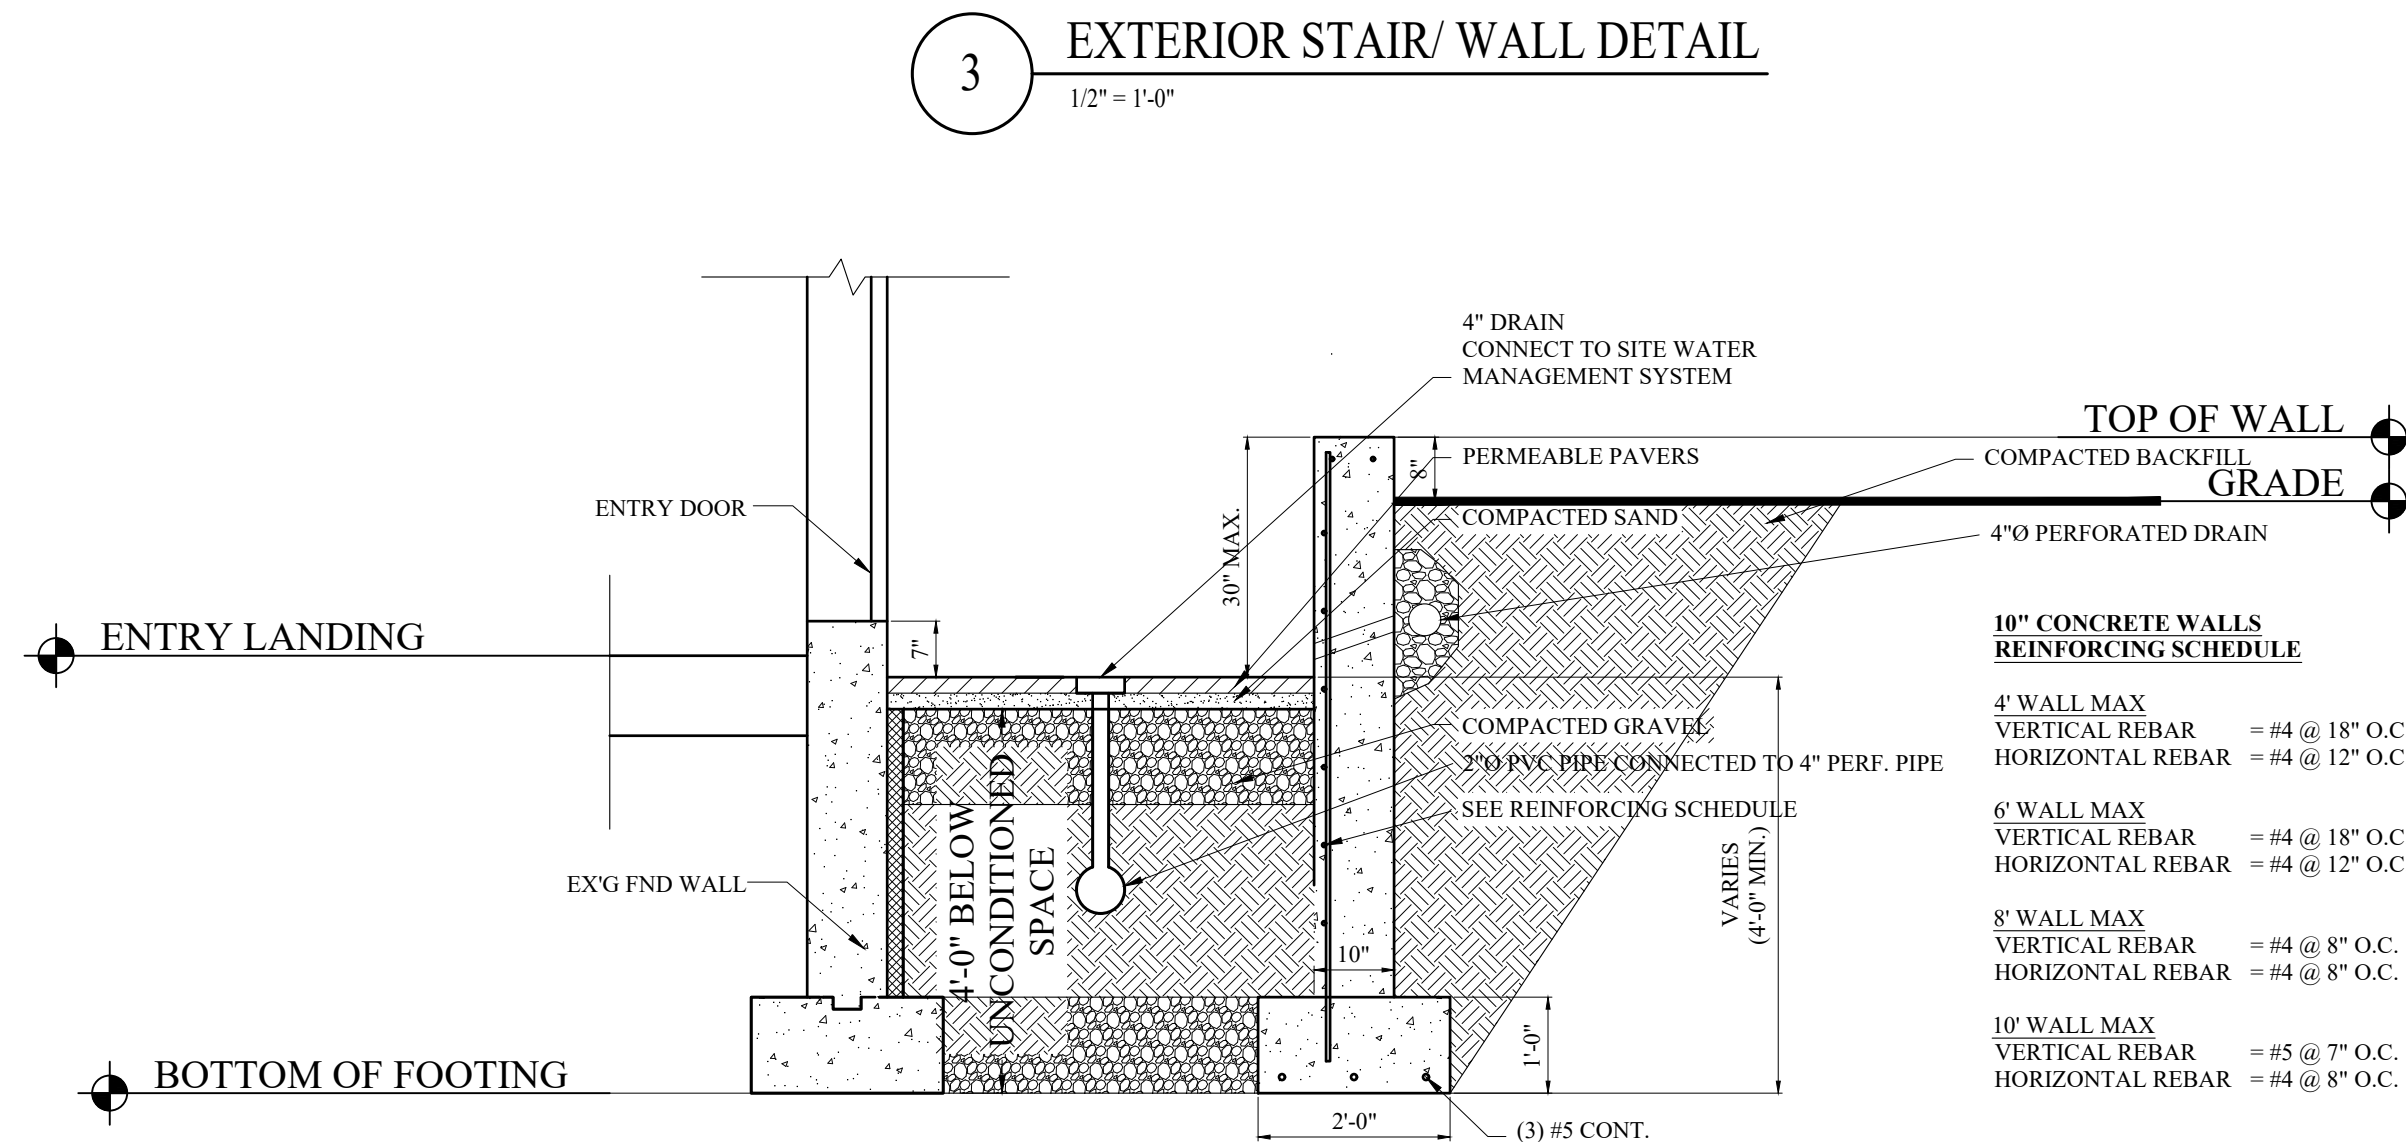 3
EXTERIOR STAIR/ WALL DETAIL
1/2" = 1'-0"
4" DRAIN
CONNECT TO SITE WATER
MANAGEMENT SYSTEM
TOP OF WALL
PERMEABLE PAVERS
8"
COMPACTED BACKFILL
GRADE
ENTRY DOOR
COMPACTED SAND
4"Ø PERFORATED DRAIN
30" MAX.
ENTRY LANDING
7"
10" CONCRETE WALLS
REINFORCING SCHEDULE
4' WALL MAX
VERTICAL REBAR = #4 @ 18" O.C
HORIZONTAL REBAR = #4 @ 12" O.C
COMPACTED GRAVEL
2"Ø PVC PIPE CONNECTED TO 4" PERF. PIPE
SEE REINFORCING SCHEDULE
6' WALL MAX
VERTICAL REBAR = #4 @ 18" O.C
HORIZONTAL REBAR = #4 @ 12" O.C
EX'G FND WALL
4'-0" BELOW
UNCONDITIONED
SPACE
VARIES
(4'-0" MIN.)
10"
8' WALL MAX
VERTICAL REBAR = #4 @ 8" O.C.
HORIZONTAL REBAR = #4 @ 8" O.C.
1'-0"
10' WALL MAX
VERTICAL REBAR = #5 @ 7" O.C.
HORIZONTAL REBAR = #4 @ 8" O.C.
BOTTOM OF FOOTING
2'-0"
(3) #5 CONT.